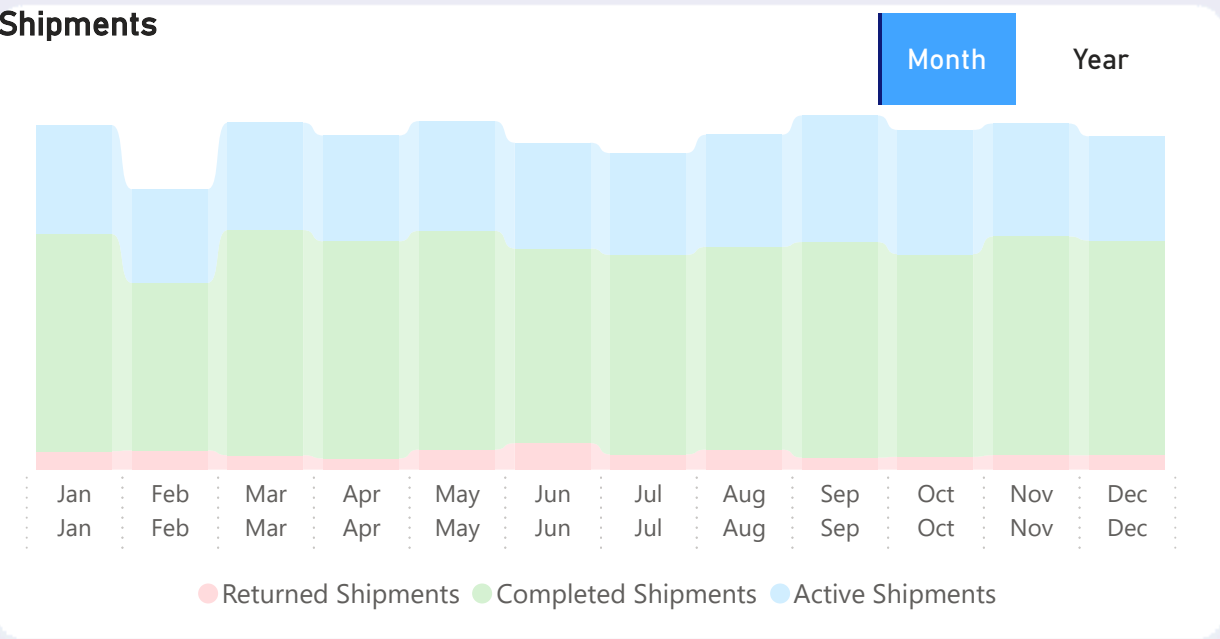 Shipments
Month Year
Jan Feb Mar Apr May Jun Jul Aug Sep Oct Nov Dec
Jan Feb Mar Apr May Jun Jul Aug Sep Oct Nov Dec
Returned Shipments Completed Shipments Active Shipments